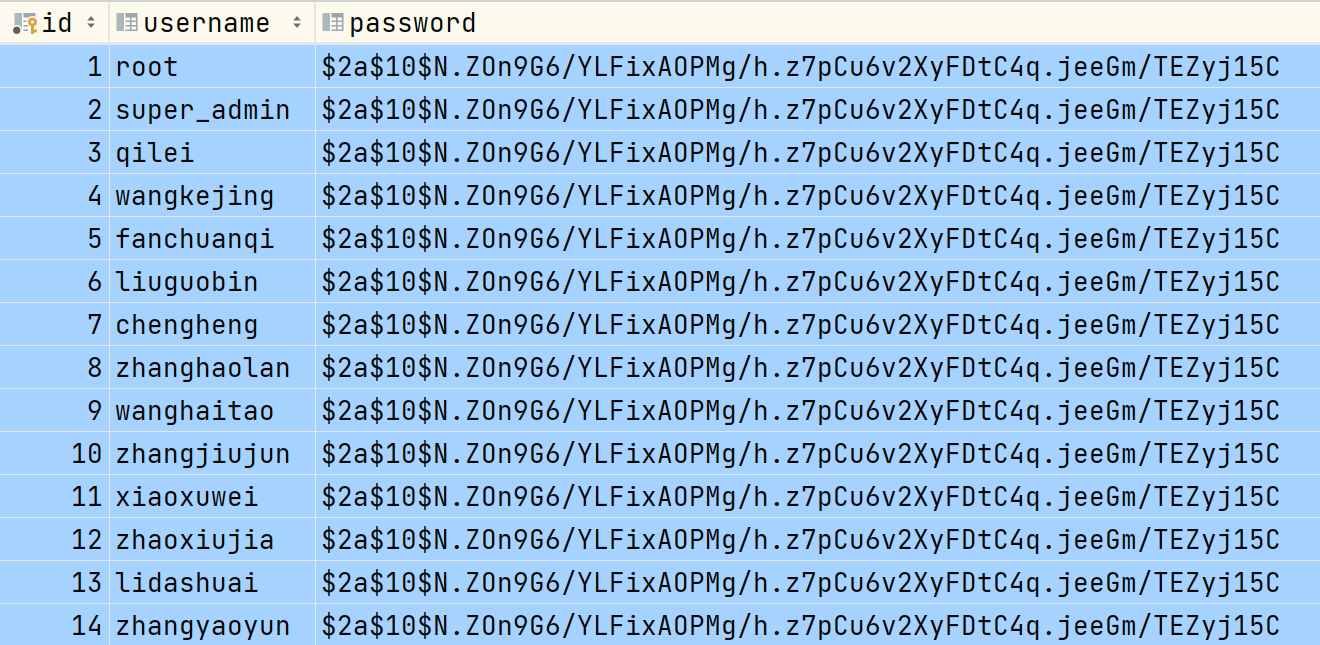 id username password
1 root $2a$10$N.ZOn9G6/YLFixAOPMg/h.z7pCu6v2XyFDtC4q.jeeGm/TEZyj15C
2 super_admin $2a$10$N.ZOn9G6/YLFixAOPMg/h.z7pCu6v2XyFDtC4q.jeeGm/TEZyj15C
3 qilei $2a$10$N.ZOn9G6/YLFixAOPMg/h.z7pCu6v2XyFDtC4q.jeeGm/TEZyj15C
4 wangkejing $2a$10$N.ZOn9G6/YLFixAOPMg/h.z7pCu6v2XyFDtC4q.jeeGm/TEZyj15C
5 fanchuanqi $2a$10$N.ZOn9G6/YLFixAOPMg/h.z7pCu6v2XyFDtC4q.jeeGm/TEZyj15C
6 liuguobin $2a$10$N.ZOn9G6/YLFixAOPMg/h.z7pCu6v2XyFDtC4q.jeeGm/TEZyj15C
7 chengheng $2a$10$N.ZOn9G6/YLFixAOPMg/h.z7pCu6v2XyFDtC4q.jeeGm/TEZyj15C
8 zhanghaolan $2a$10$N.ZOn9G6/YLFixAOPMg/h.z7pCu6v2XyFDtC4q.jeeGm/TEZyj15C
9 wanghaitao $2a$10$N.ZOn9G6/YLFixAOPMg/h.z7pCu6v2XyFDtC4q.jeeGm/TEZyj15C
10 zhangjiujun $2a$10$N.ZOn9G6/YLFixAOPMg/h.z7pCu6v2XyFDtC4q.jeeGm/TEZyj15C
11 xiaoxuwei $2a$10$N.ZOn9G6/YLFixAOPMg/h.z7pCu6v2XyFDtC4q.jeeGm/TEZyj15C
12 zhaoxiujia $2a$10$N.ZOn9G6/YLFixAOPMg/h.z7pCu6v2XyFDtC4q.jeeGm/TEZyj15C
13 lidashuai $2a$10$N.ZOn9G6/YLFixAOPMg/h.z7pCu6v2XyFDtC4q.jeeGm/TEZyj15C
14 zhangyaoyun $2a$10$N.ZOn9G6/YLFixAOPMg/h.z7pCu6v2XyFDtC4q.jeeGm/TEZyj15C